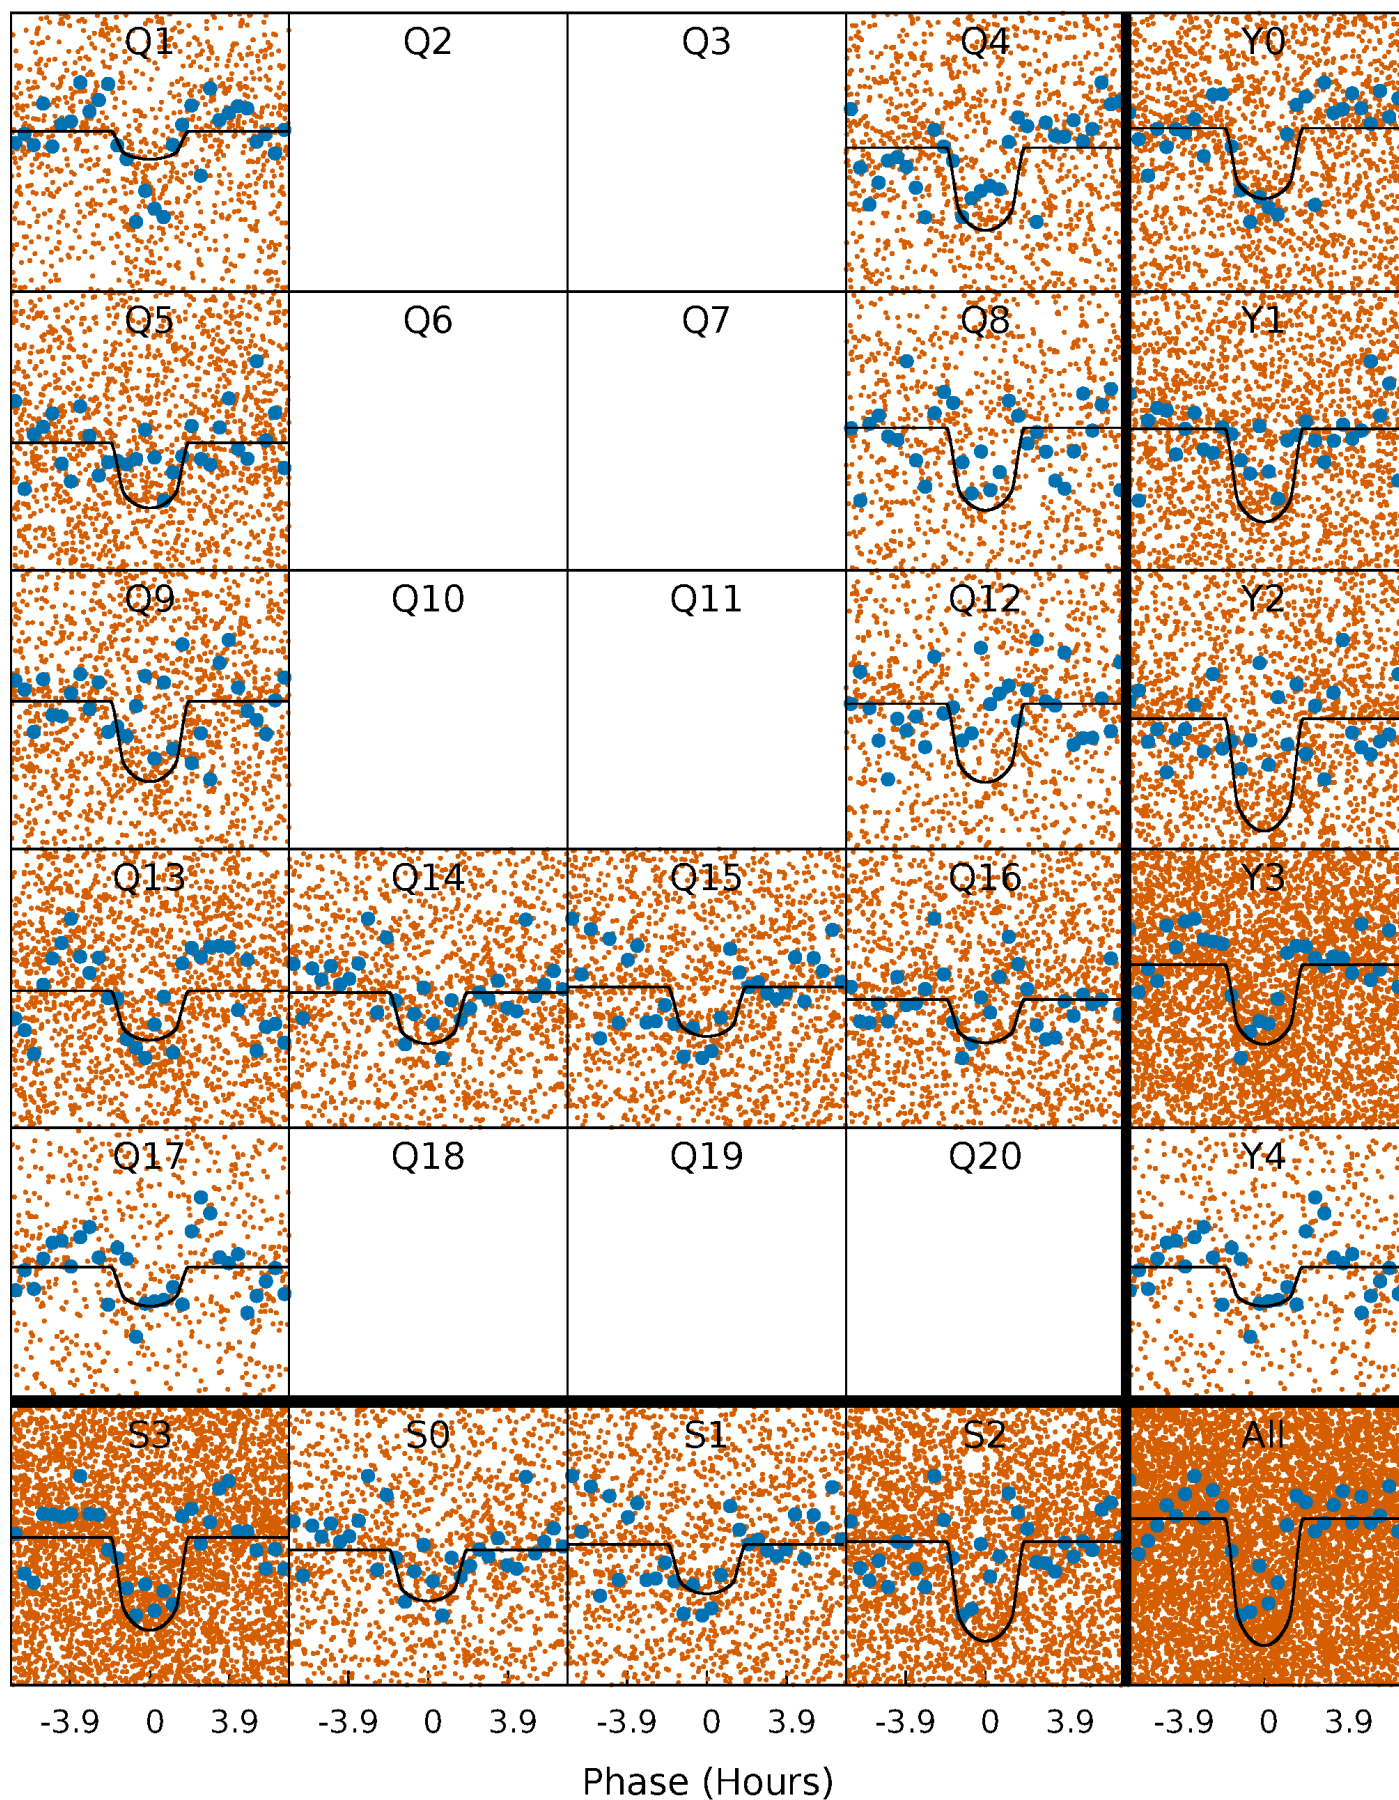 Q1 Q2 Q3 Q4 Y0
Q5 Q6 Q7 Q8 Y1
Q9 Q10 Q11 Q12 Y2
Q13 Q14 Q15 Q16 Y3
Q17 Q18 Q19 Q20 Y4
S3 S0 S1 S2 All
-3.9 0 3.9 -3.9 0 3.9 -3.9 0 3.9 -3.9 0 3.9 -3.9 0 3.9
Phase (Hours)